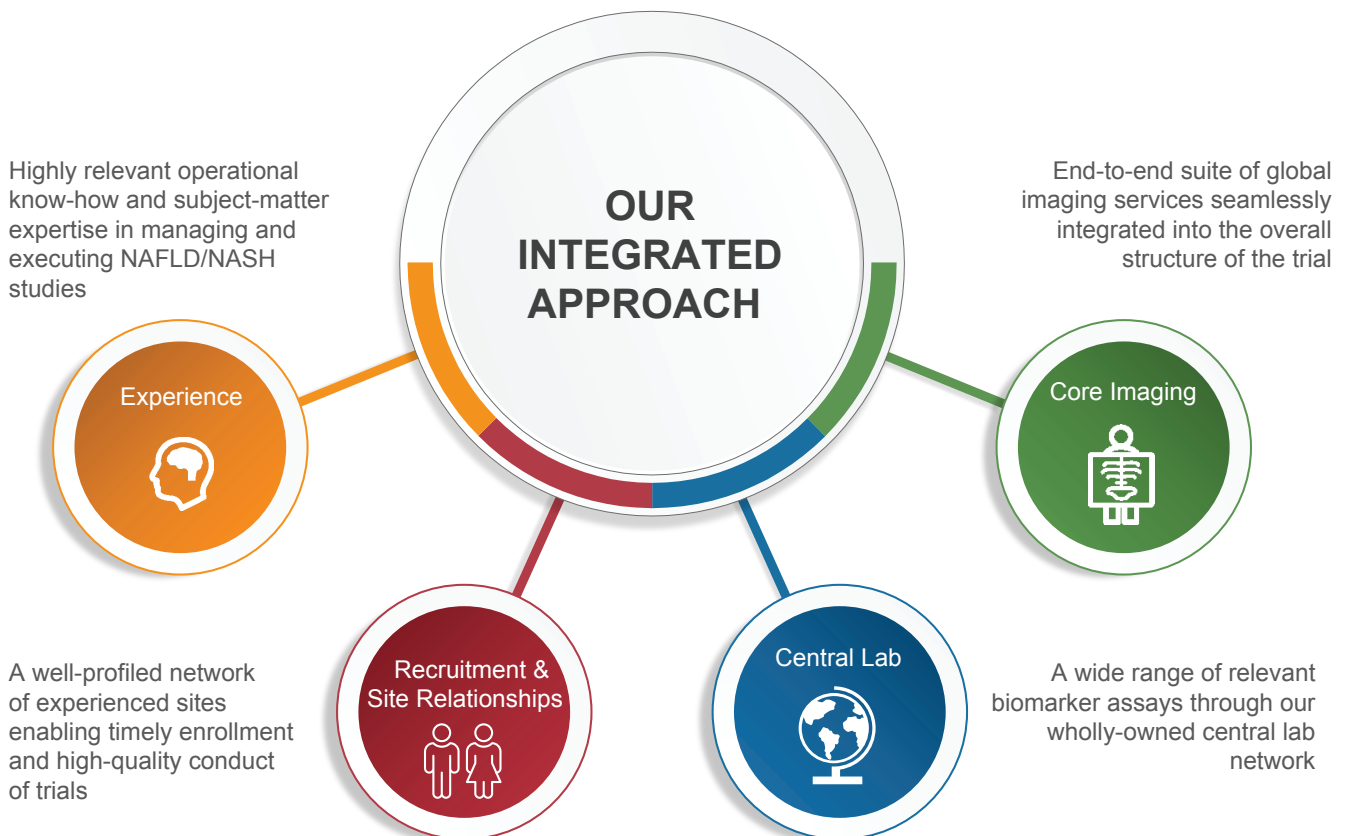 OUR
INTEGRATED
APPROACH
Highly relevant operational
know-how and subject-matter
expertise in managing and
executing NAFLD/NASH
studies
Experience
A well-profiled network
of experienced sites
enabling timely enrollment
and high-quality conduct
of trials
Recruitment &
Site Relationships
Central Lab
A wide range of relevant
biomarker assays through our
wholly-owned central lab
network
End-to-end suite of global
imaging services seamlessly
integrated into the overall
structure of the trial
Core Imaging